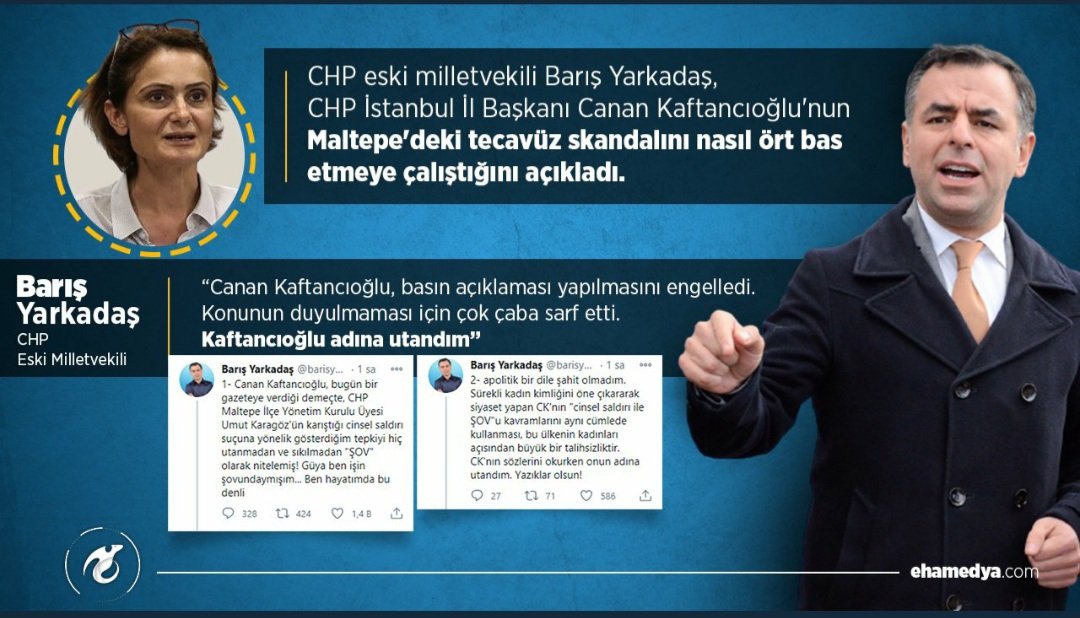 CHP eski milletvekili Barış Yarkadaş,
CHP İstanbul İl Başkanı Canan Kaftancıoğlu'nun
Maltepe'deki tecavüz skandalını nasıl ört bas
etmeye çalıştığını açıkladı.
Barış
Yarkadaş
CHP
Eski Milletvekili
“Canan Kaftancıoğlu, basın açıklaması yapılmasını engelledi.
Konunun duyulmaması için çok çaba sarf etti.
Kaftancıoğlu adına utandım”
Barış Yarkadaş @barisy... · 1 sa
1- Canan Kaftancıoğlu, bugün bir
gazeteye verdiği demeçte, CHP
Maltepe İlçe Yönetim Kurulu Üyesi
Umut Karagöz'ün karıştığı cinsel saldırı
suçuna yönelik gösterdiğim tepkiyi hiç
utanmadan ve sıkılmadan "ŞOV"
olarak nitelemiş! Güya ben işin
şovundaymışım... Ben hayatımda bu
denli
328 424 1,4 B
Barış Yarkadaş @barisy... · 1 sa
2- apolitik bir dile şahit olmadım.
Sürekli kadın kimliğini öne çıkararak
siyaset yapan CK'nın "cinsel saldırı ile
ŞOV"u kavramlarını aynı cümlede
kullanması, bu ülkenin kadınları
açısından büyük bir talihsizliktir.
CK'nın sözlerini okurken onun adına
utandım. Yazıklar olsun!
27 71 586
ehamedya.com